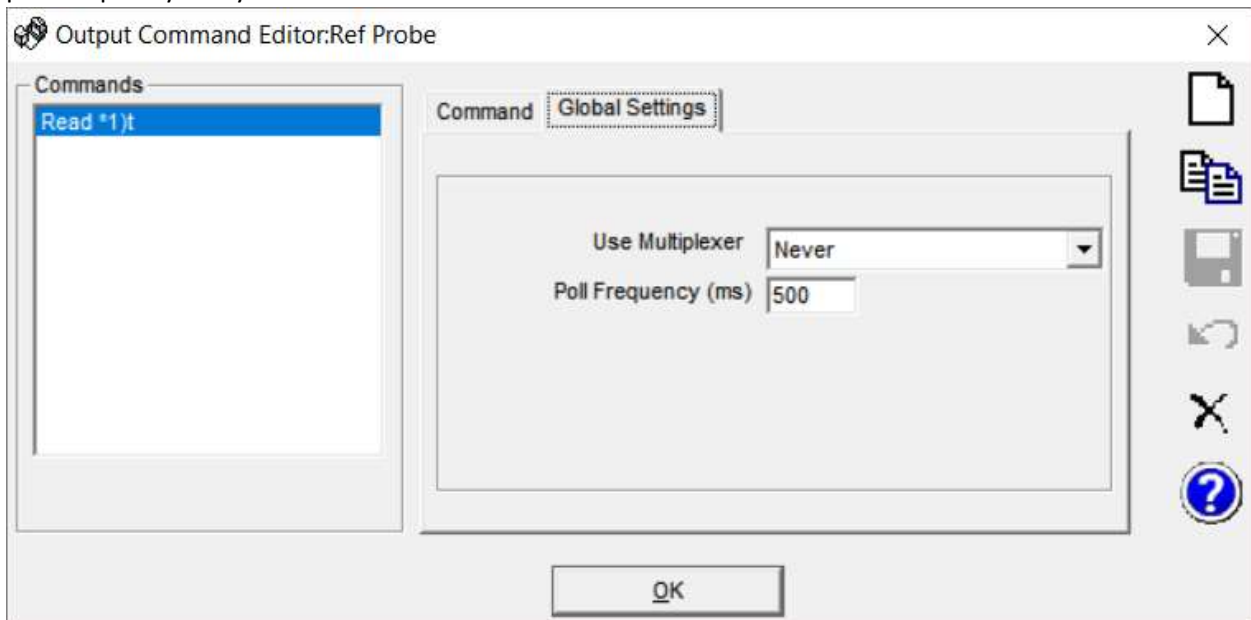 Output Command Editor:Ref Probe
Commands
Read *1)t
Command
Global Settings
Use Multiplexer
Never
Poll Frequency (ms)
500
?
OK